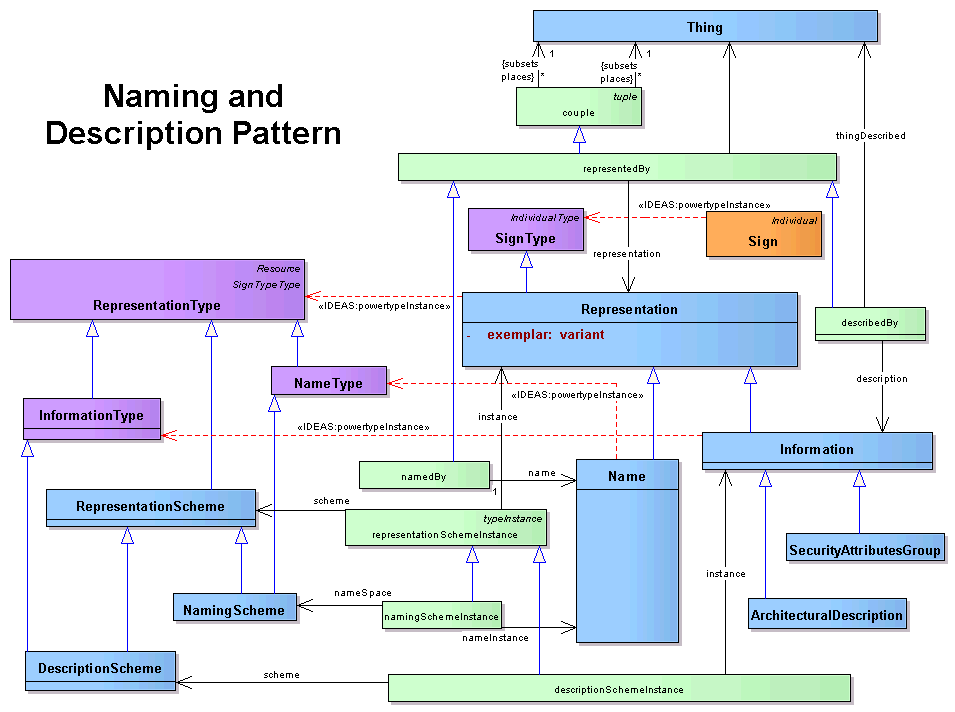 Thing
1
1
{subsets
places}
*
{subsets
places}
*
Naming and
Description Pattern
tuple
couple
thingDescribed
representedBy
«IDEAS:powertypeInstance»
IndividualType
SignType
Individual
Sign
representation
Resource
SignTypeType
RepresentationType
«IDEAS:powertypeInstance»
Representation
- exemplar: variant
describedBy
NameType
«IDEAS:powertypeInstance»
description
InformationType
instance
«IDEAS:powertypeInstance»
Information
namedBy
name
1
Name
RepresentationScheme
scheme
typeInstance
representationSchemeInstance
SecurityAttributesGroup
instance
nameSpace
NamingScheme
namingSchemeInstance
nameInstance
ArchitecturalDescription
DescriptionScheme
scheme
descriptionSchemeInstance